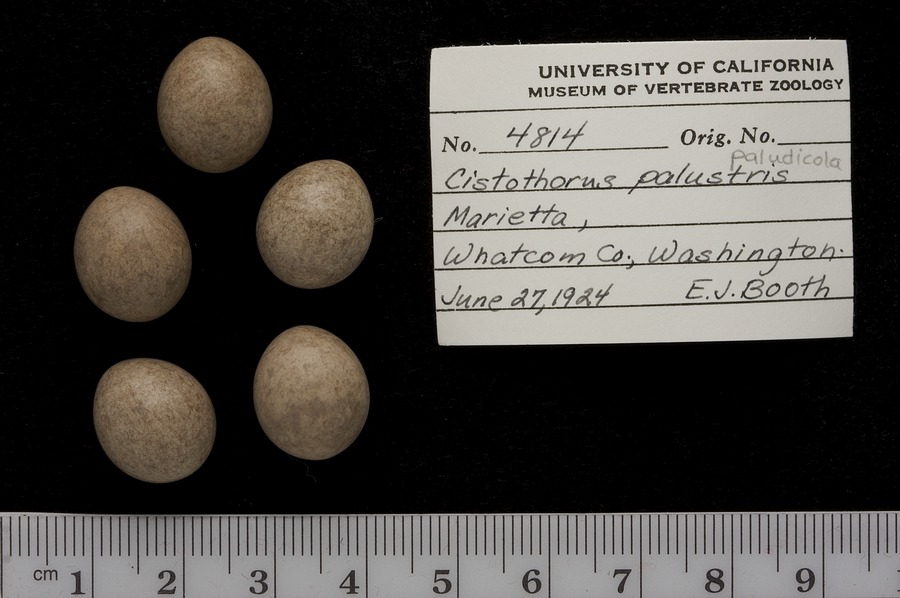 UNIVERSITY OF CALIFORNIA
MUSEUM OF VERTEBRATE ZOOLOGY
No. 4814 Orig. No.
paludicola
Cistothorus palustris
Marietta,
Whatcom Co., Washington.
June 27, 1924 E.J. Booth
cm 1 2 3 4 5 6 7 8 9